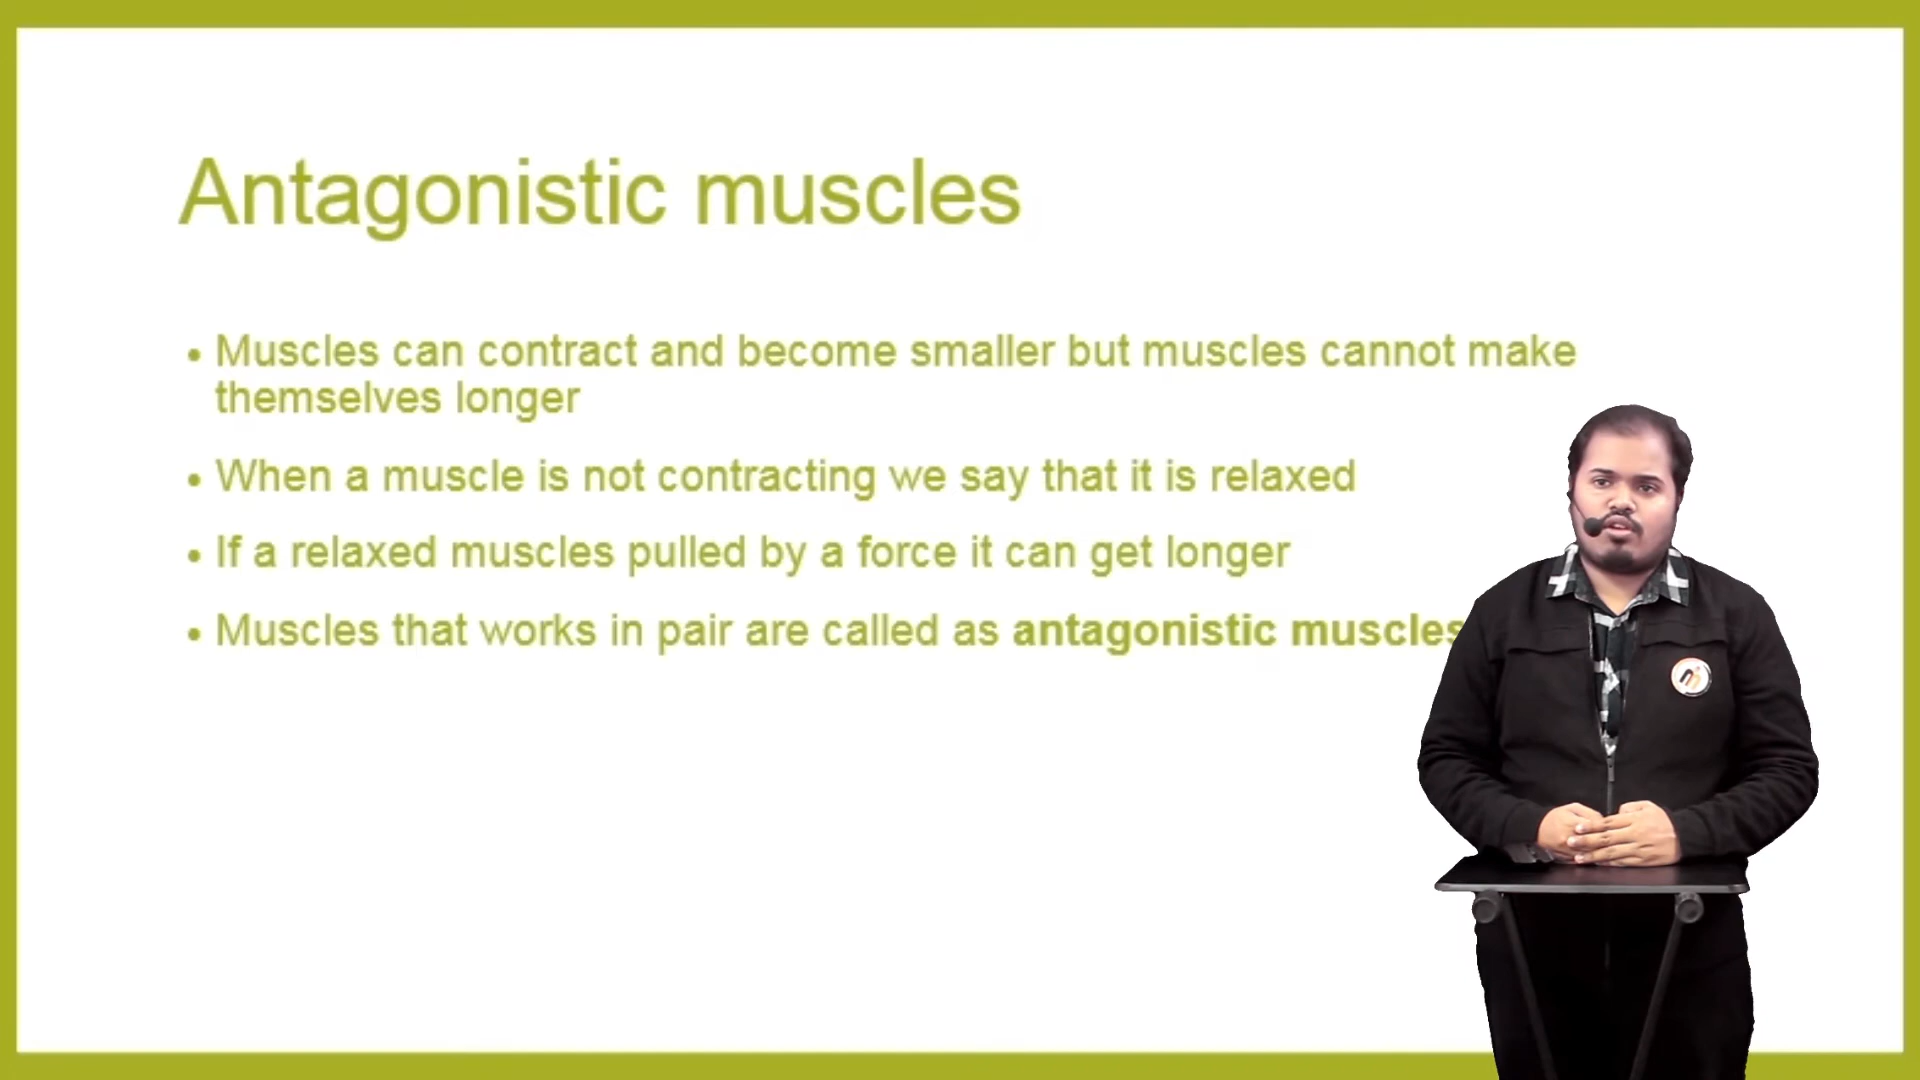 Antagonistic muscles
• Muscles can contract and become smaller but muscles cannot make
themselves longer
• When a muscle is not contracting we say that it is relaxed
• If a relaxed muscles pulled by a force it can get longer
• Muscles that works in pair are called as antagonistic muscles